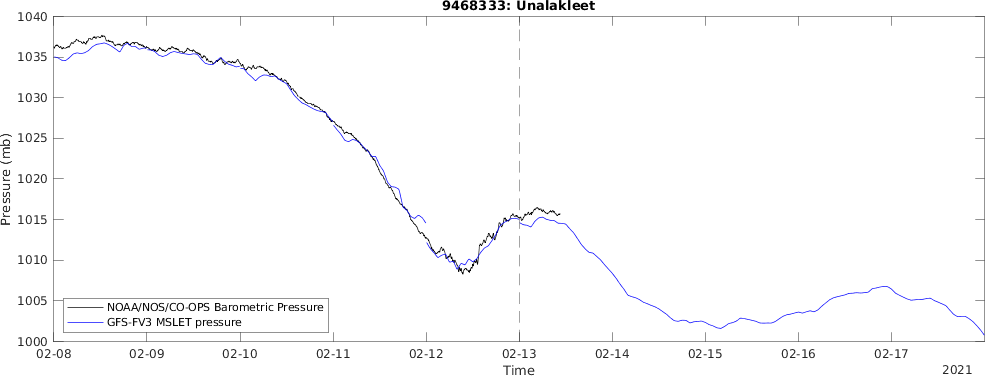 9468333: Unalakleet
1040
1035
1030
1025
1020
1015
1010
1005
1000
Pressure (mb)
NOAA/NOS/CO-OPS Barometric Pressure
GFS-FV3 MSLET pressure
02-08 02-09 02-10 02-11 02-12 02-13 02-14 02-15 02-16 02-17
Time
2021